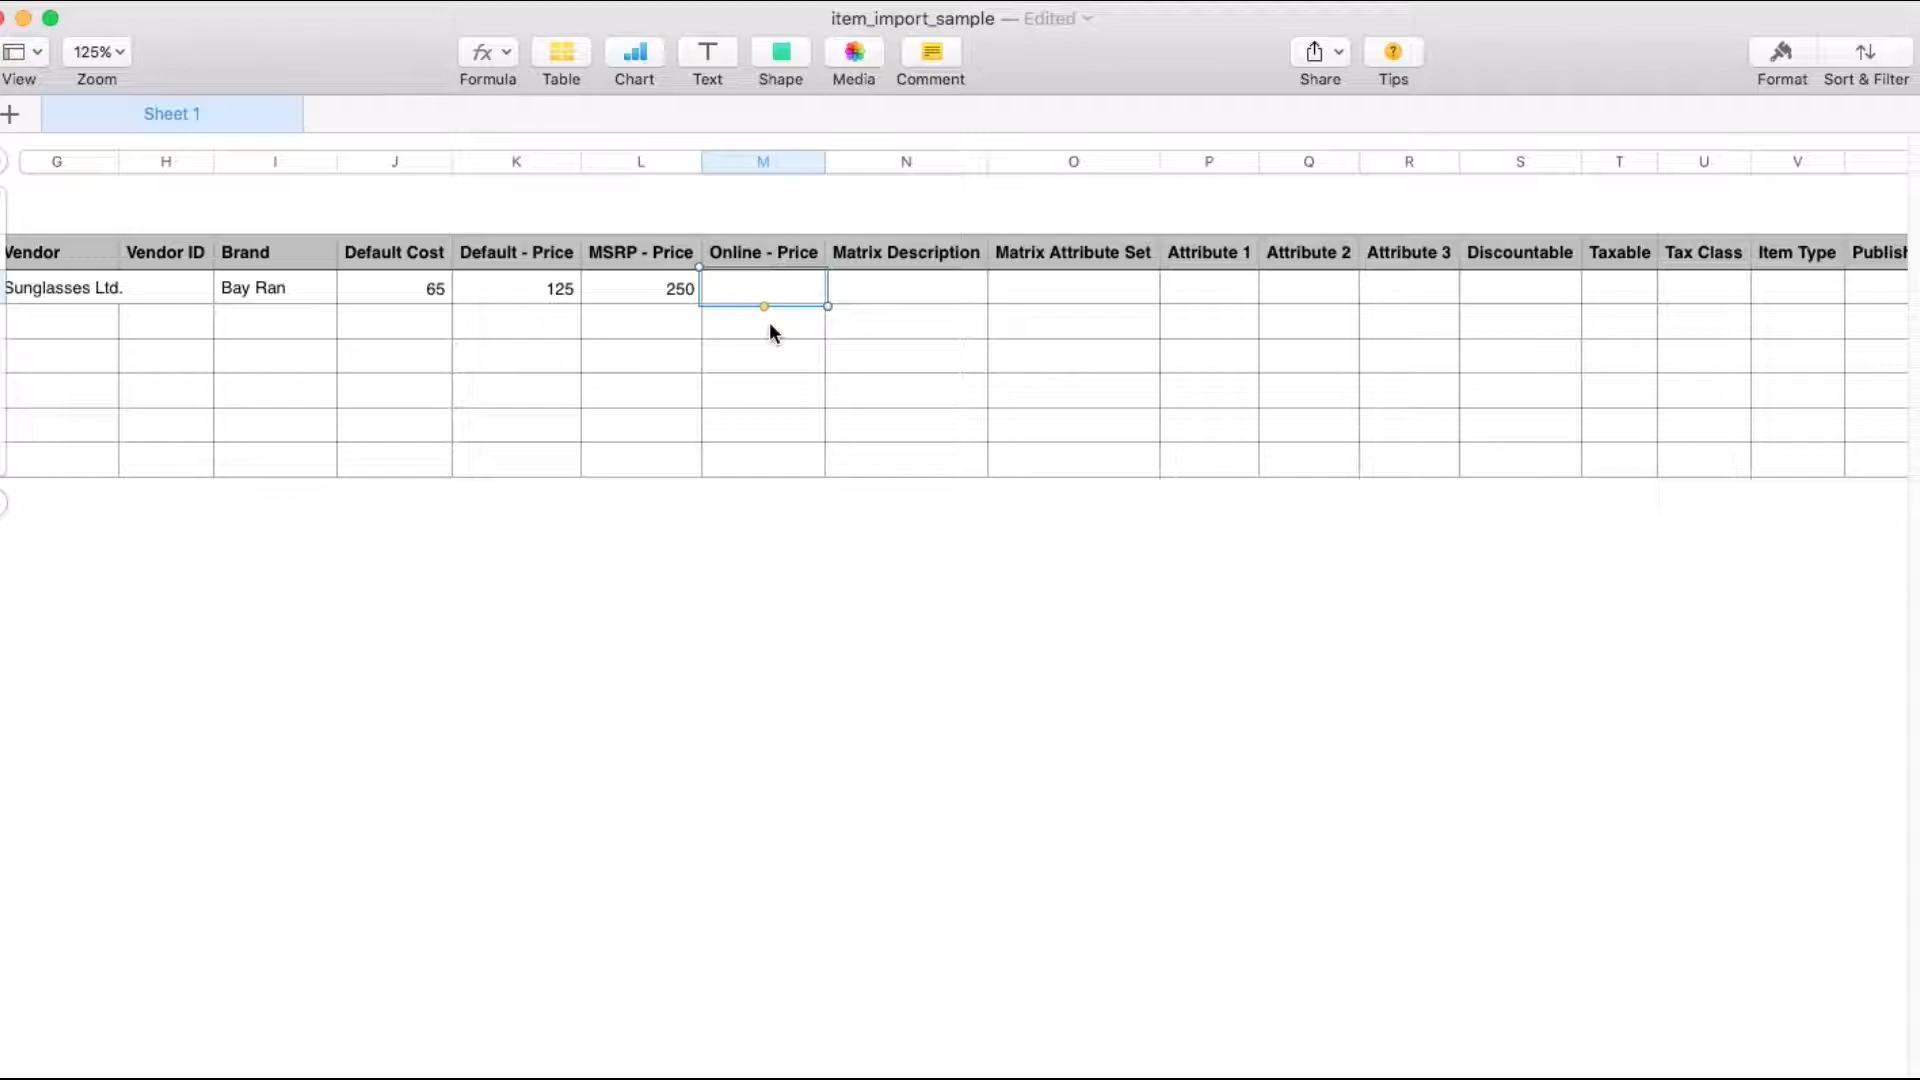 item_import_sample — Edited
125%
View Zoom Formula Table Chart Text Shape Media Comment Share Tips Format Sort & Filter
Sheet 1
G H I J K L M N O P Q R S T U V
Vendor Vendor ID Brand Default Cost Default - Price MSRP - Price Online - Price Matrix Description Matrix Attribute Set Attribute 1 Attribute 2 Attribute 3 Discountable Taxable Tax Class Item Type Publish
Sunglasses Ltd. Bay Ran 65 125 250